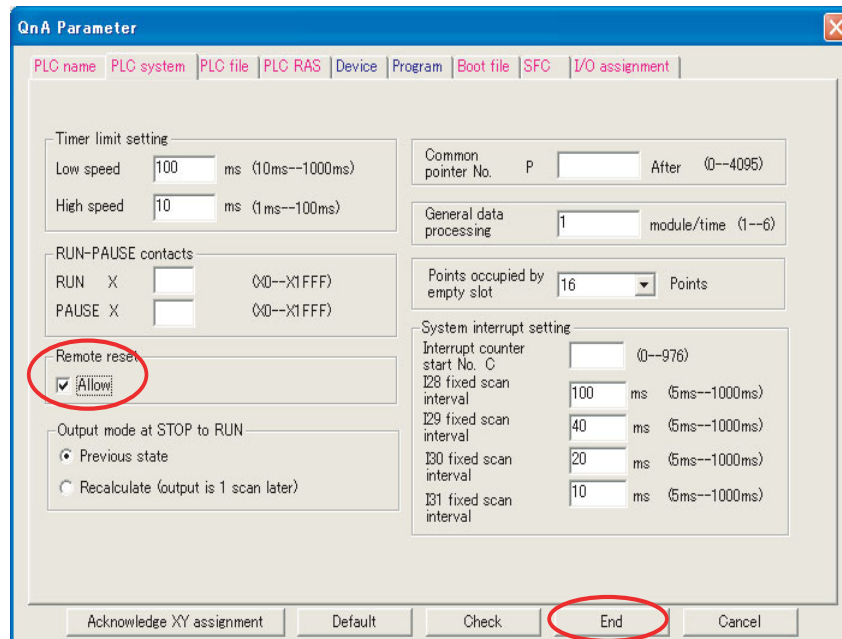 QnA Parameter
PLC name PLC system PLC file PLC RAS Device Program Boot file SFC I/O assignment
Timer limit setting
Low speed 100 ms (10ms--1000ms)
High speed 10 ms (1ms--100ms)
RUN-PAUSE contacts
RUN X (X0--X1FFF)
PAUSE X (X0--X1FFF)
Remote reset
Allow
Output mode at STOP to RUN
Previous state
Recalculate (output is 1 scan later)
Common
pointer No. P After (0--4095)
General data
processing 1 module/time (1--6)
Points occupied by
empty slot 16 Points
System interrupt setting
Interrupt counter
start No. C (0--976)
I28 fixed scan
interval 100 ms (5ms--1000ms)
I29 fixed scan
interval 40 ms (5ms--1000ms)
I30 fixed scan
interval 20 ms (5ms--1000ms)
I31 fixed scan
interval 10 ms (5ms--1000ms)
Acknowledge XY assignment Default Check End Cancel